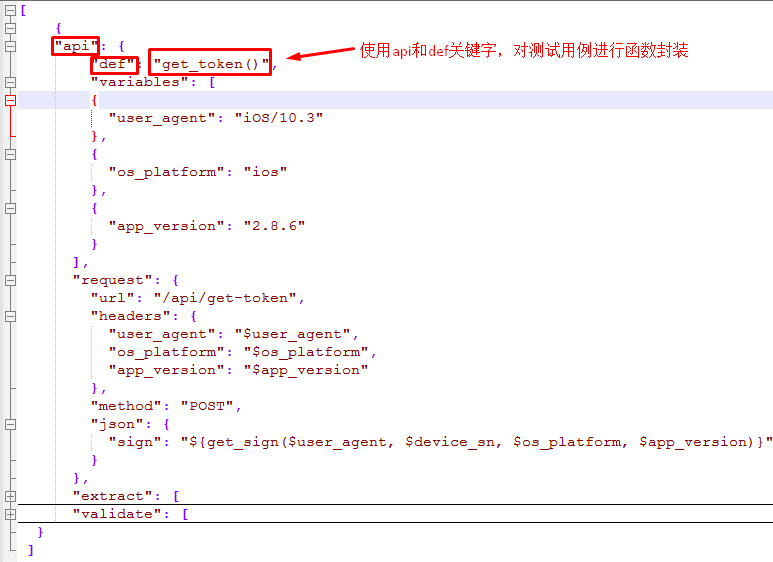 [
{
"api": {
"def": "get_token()",
使用api和def关键字，对测试用例进行函数封装
"variables": [
{
"user_agent": "iOS/10.3"
},
{
"os_platform": "ios"
},
{
"app_version": "2.8.6"
}
],
"request": {
"url": "/api/get-token",
"headers": {
"user_agent": "$user_agent",
"os_platform": "$os_platform",
"app_version": "$app_version"
},
"method": "POST",
"json": {
"sign": "${get_sign($user_agent, $device_sn, $os_platform, $app_version)}"
}
},
"extract": [
"validate": [
}
]